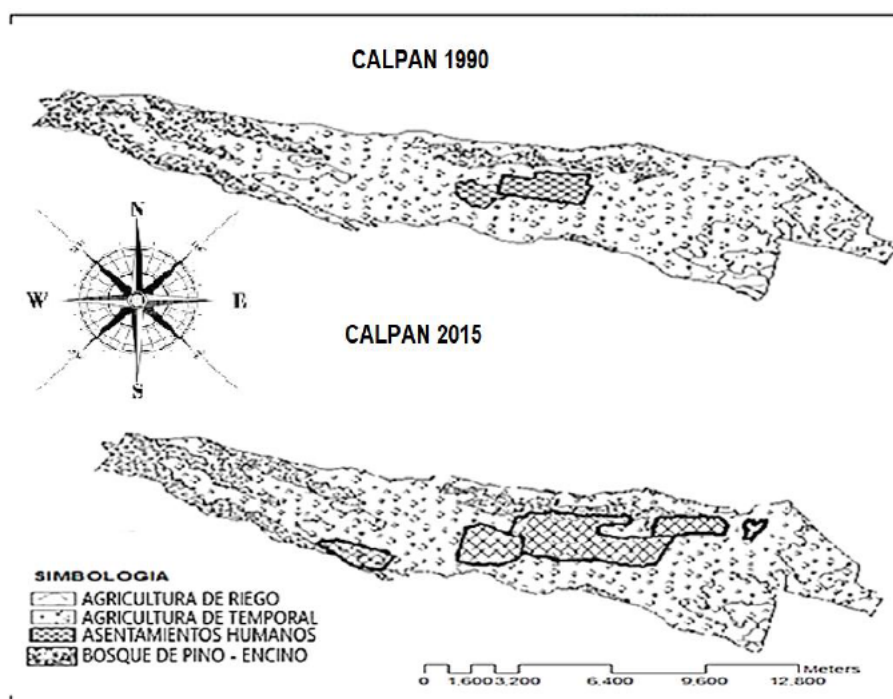 CALPAN 1990
N
W E
S
CALPAN 2015
SIMBOLOGIA
AGRICULTURA DE RIEGO
AGRICULTURA DE TEMPORAL
ASENTAMIENTOS HUMANOS
BOSQUE DE PINO - ENCINO
Meters
0 1,600 3,200 6,400 9,600 12,800